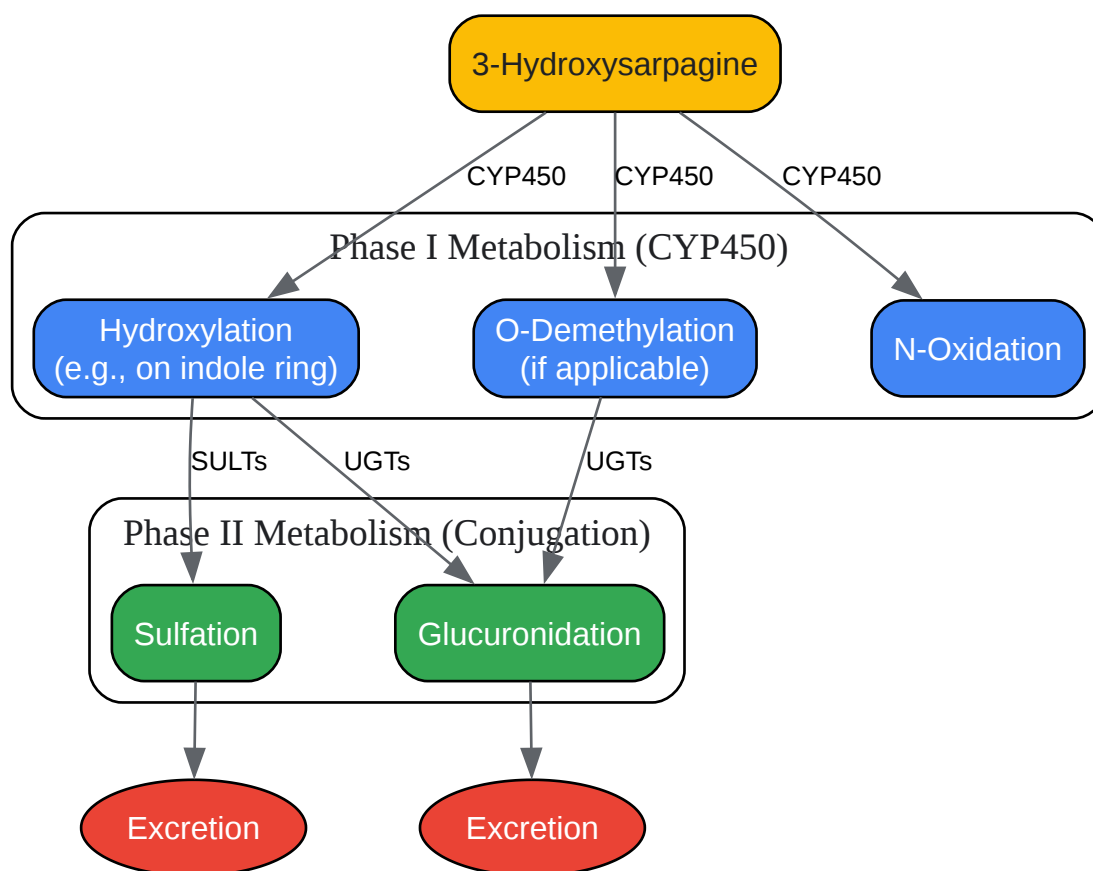 3-Hydroxysarpagine
CYP450 CYP450 CYP450
Phase I Metabolism (CYP450)
Hydroxylation
(e.g., on indole ring)
O-Demethylation
(if applicable)
N-Oxidation
SULTs UGTs UGTs
Phase II Metabolism (Conjugation)
Sulfation
Glucuronidation
Excretion
Excretion